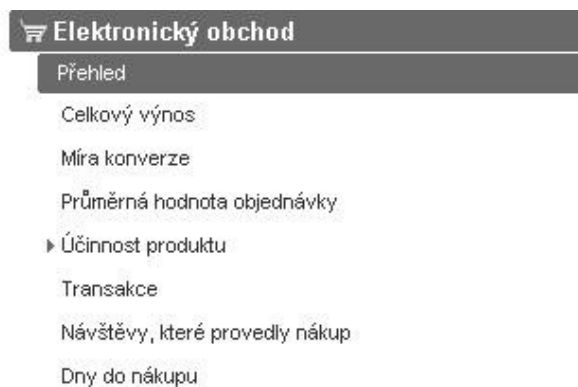 Elektronický obchod
Přehled
Celkový výnos
Míra konverze
Průměrná hodnota objednávky
Účinnost produktu
Transakce
Návštěvy, které provedly nákup
Dny do nákupu